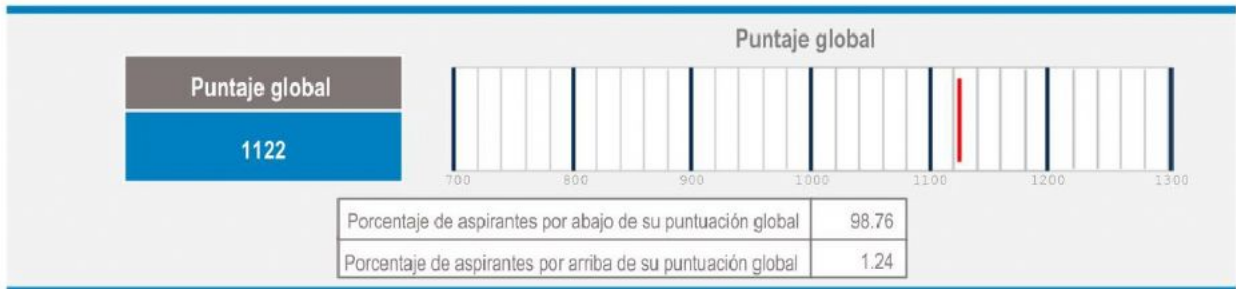 Puntaje global
Puntaje global
1122
700 800 900 1000 1100 1200 1300
Porcentaje de aspirantes por abajo de su puntuación global 98.76
Porcentaje de aspirantes por arriba de su puntuación global 1.24